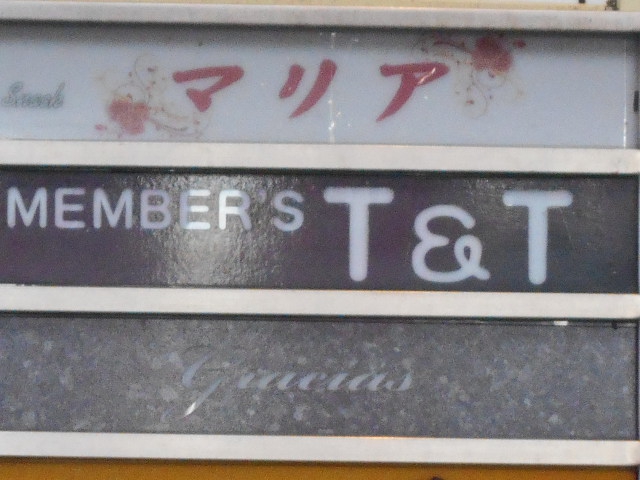 Snack マリア
MEMBER'S T&T
Gracias